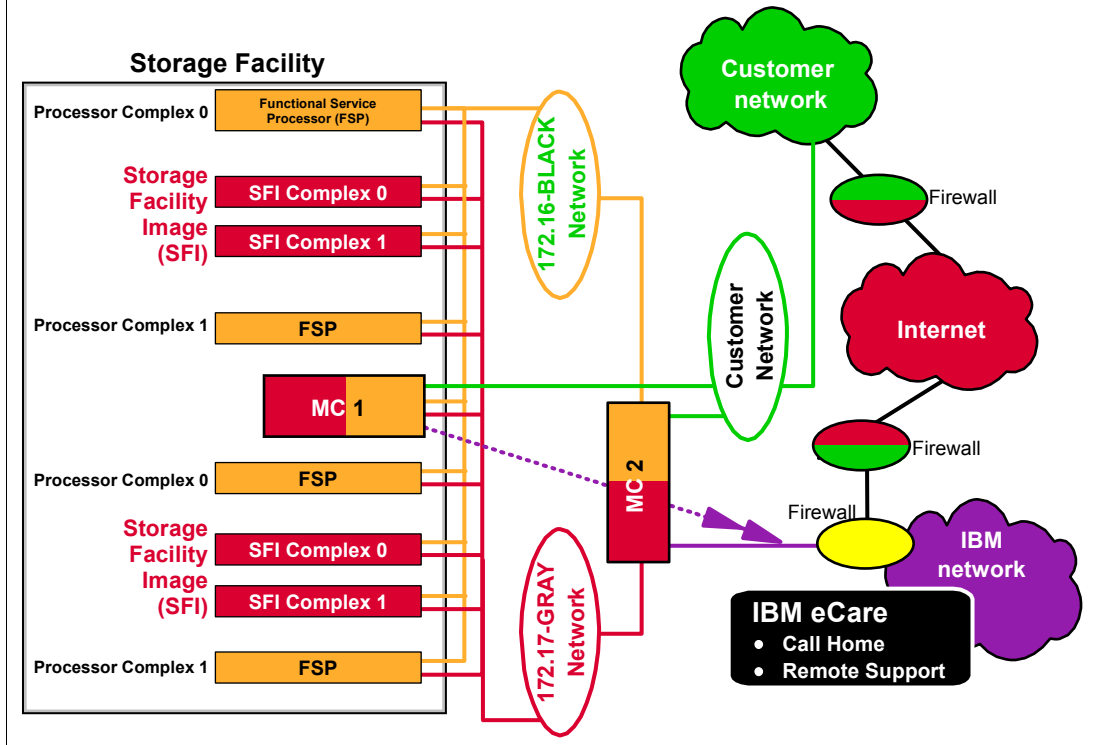 Storage Facility
Processor Complex 0
Functional Service
Processor (FSP)
Storage
Facility
Image
(SFI)
SFI Complex 0
SFI Complex 1
Processor Complex 1
FSP
MC 1
Processor Complex 0
FSP
Storage
Facility
Image
(SFI)
SFI Complex 0
SFI Complex 1
Processor Complex 1
FSP
172.16-BLACK
Network
172.17-GRAY
Network
MC 2
Customer
Network
Customer
network
Firewall
Internet
Firewall
Firewall
IBM
network
IBM eCare
• Call Home
• Remote Support